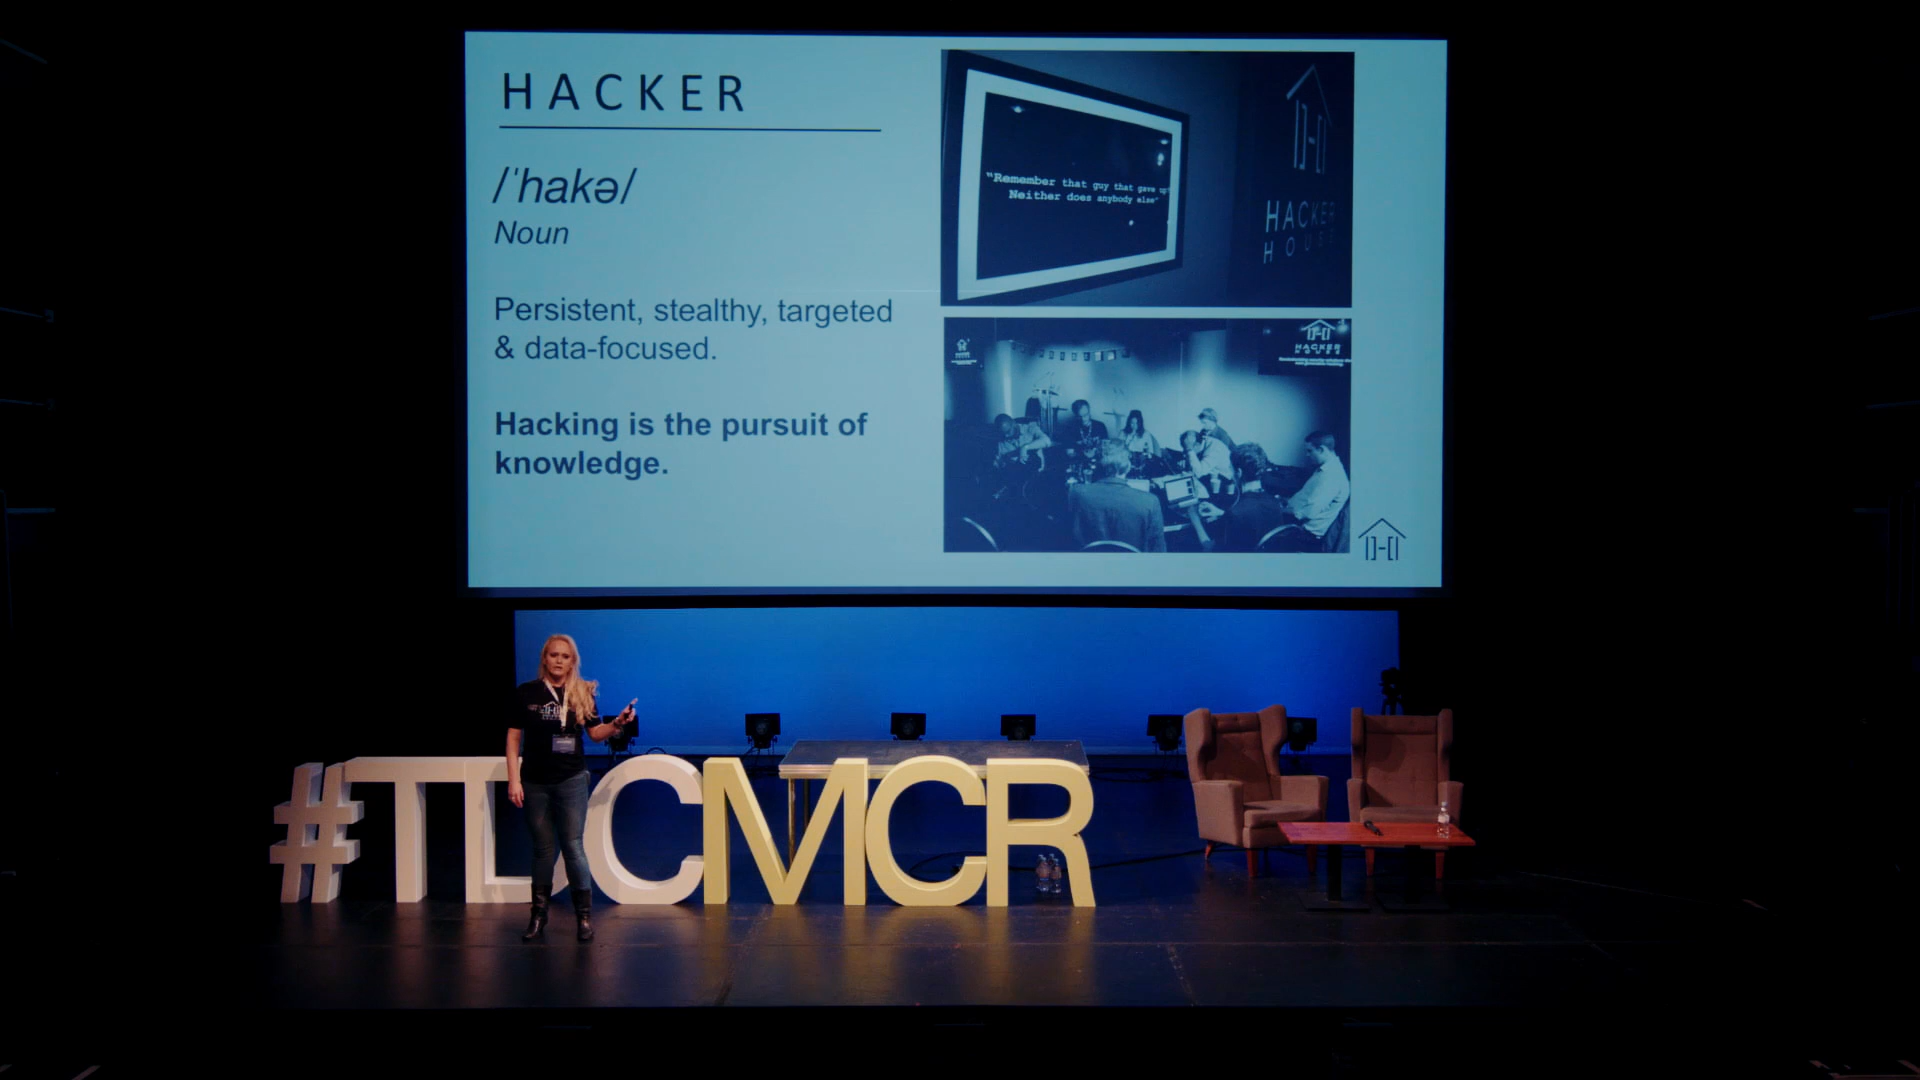 HACKER
/ˈhakə/
Noun
Persistent, stealthy, targeted
& data-focused.
Hacking is the pursuit of
knowledge.
"Remember that guy that gave up?
Neither does anybody else"
HACKER
HOUSE
HACKER
HOUSE
#TLCMCR